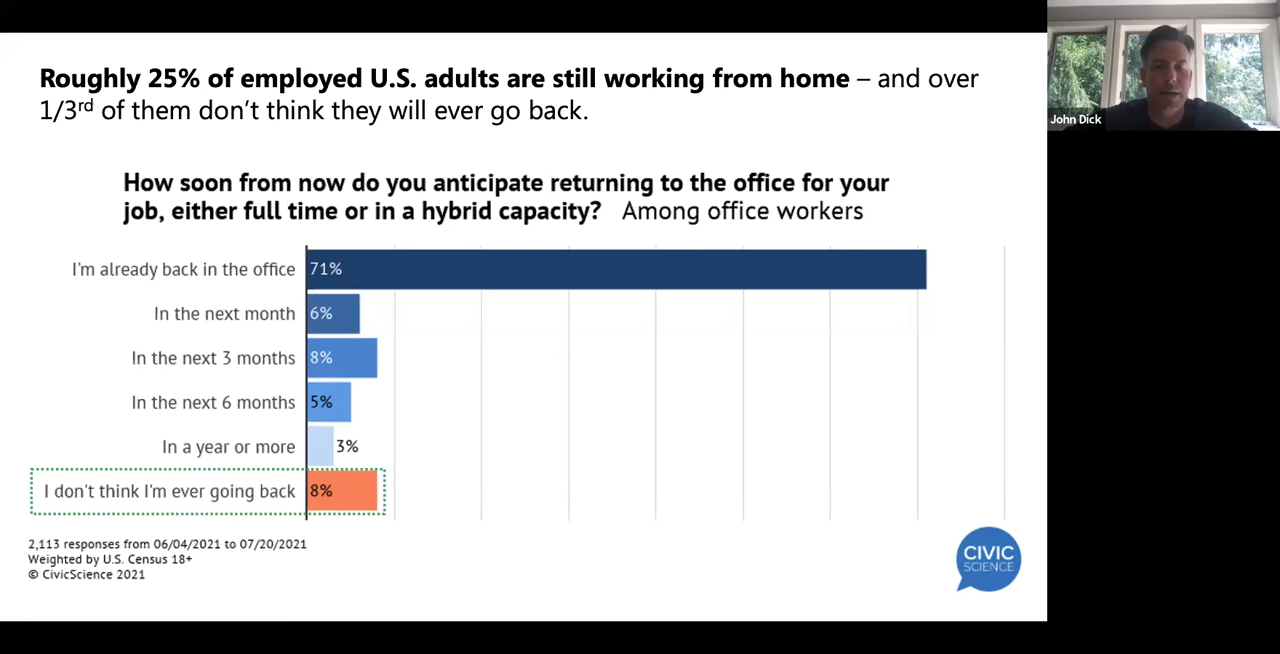 Roughly 25% of employed U.S. adults are still working from home – and over
1/3rd of them don't think they will ever go back.
John Dick
How soon from now do you anticipate returning to the office for your
job, either full time or in a hybrid capacity? Among office workers
I'm already back in the office 71%
In the next month 6%
In the next 3 months 8%
In the next 6 months 5%
In a year or more 3%
I don't think I'm ever going back 8%
2,113 responses from 06/04/2021 to 07/20/2021
Weighted by U.S. Census 18+
© CivicScience 2021
CIVIC
SCIENCE